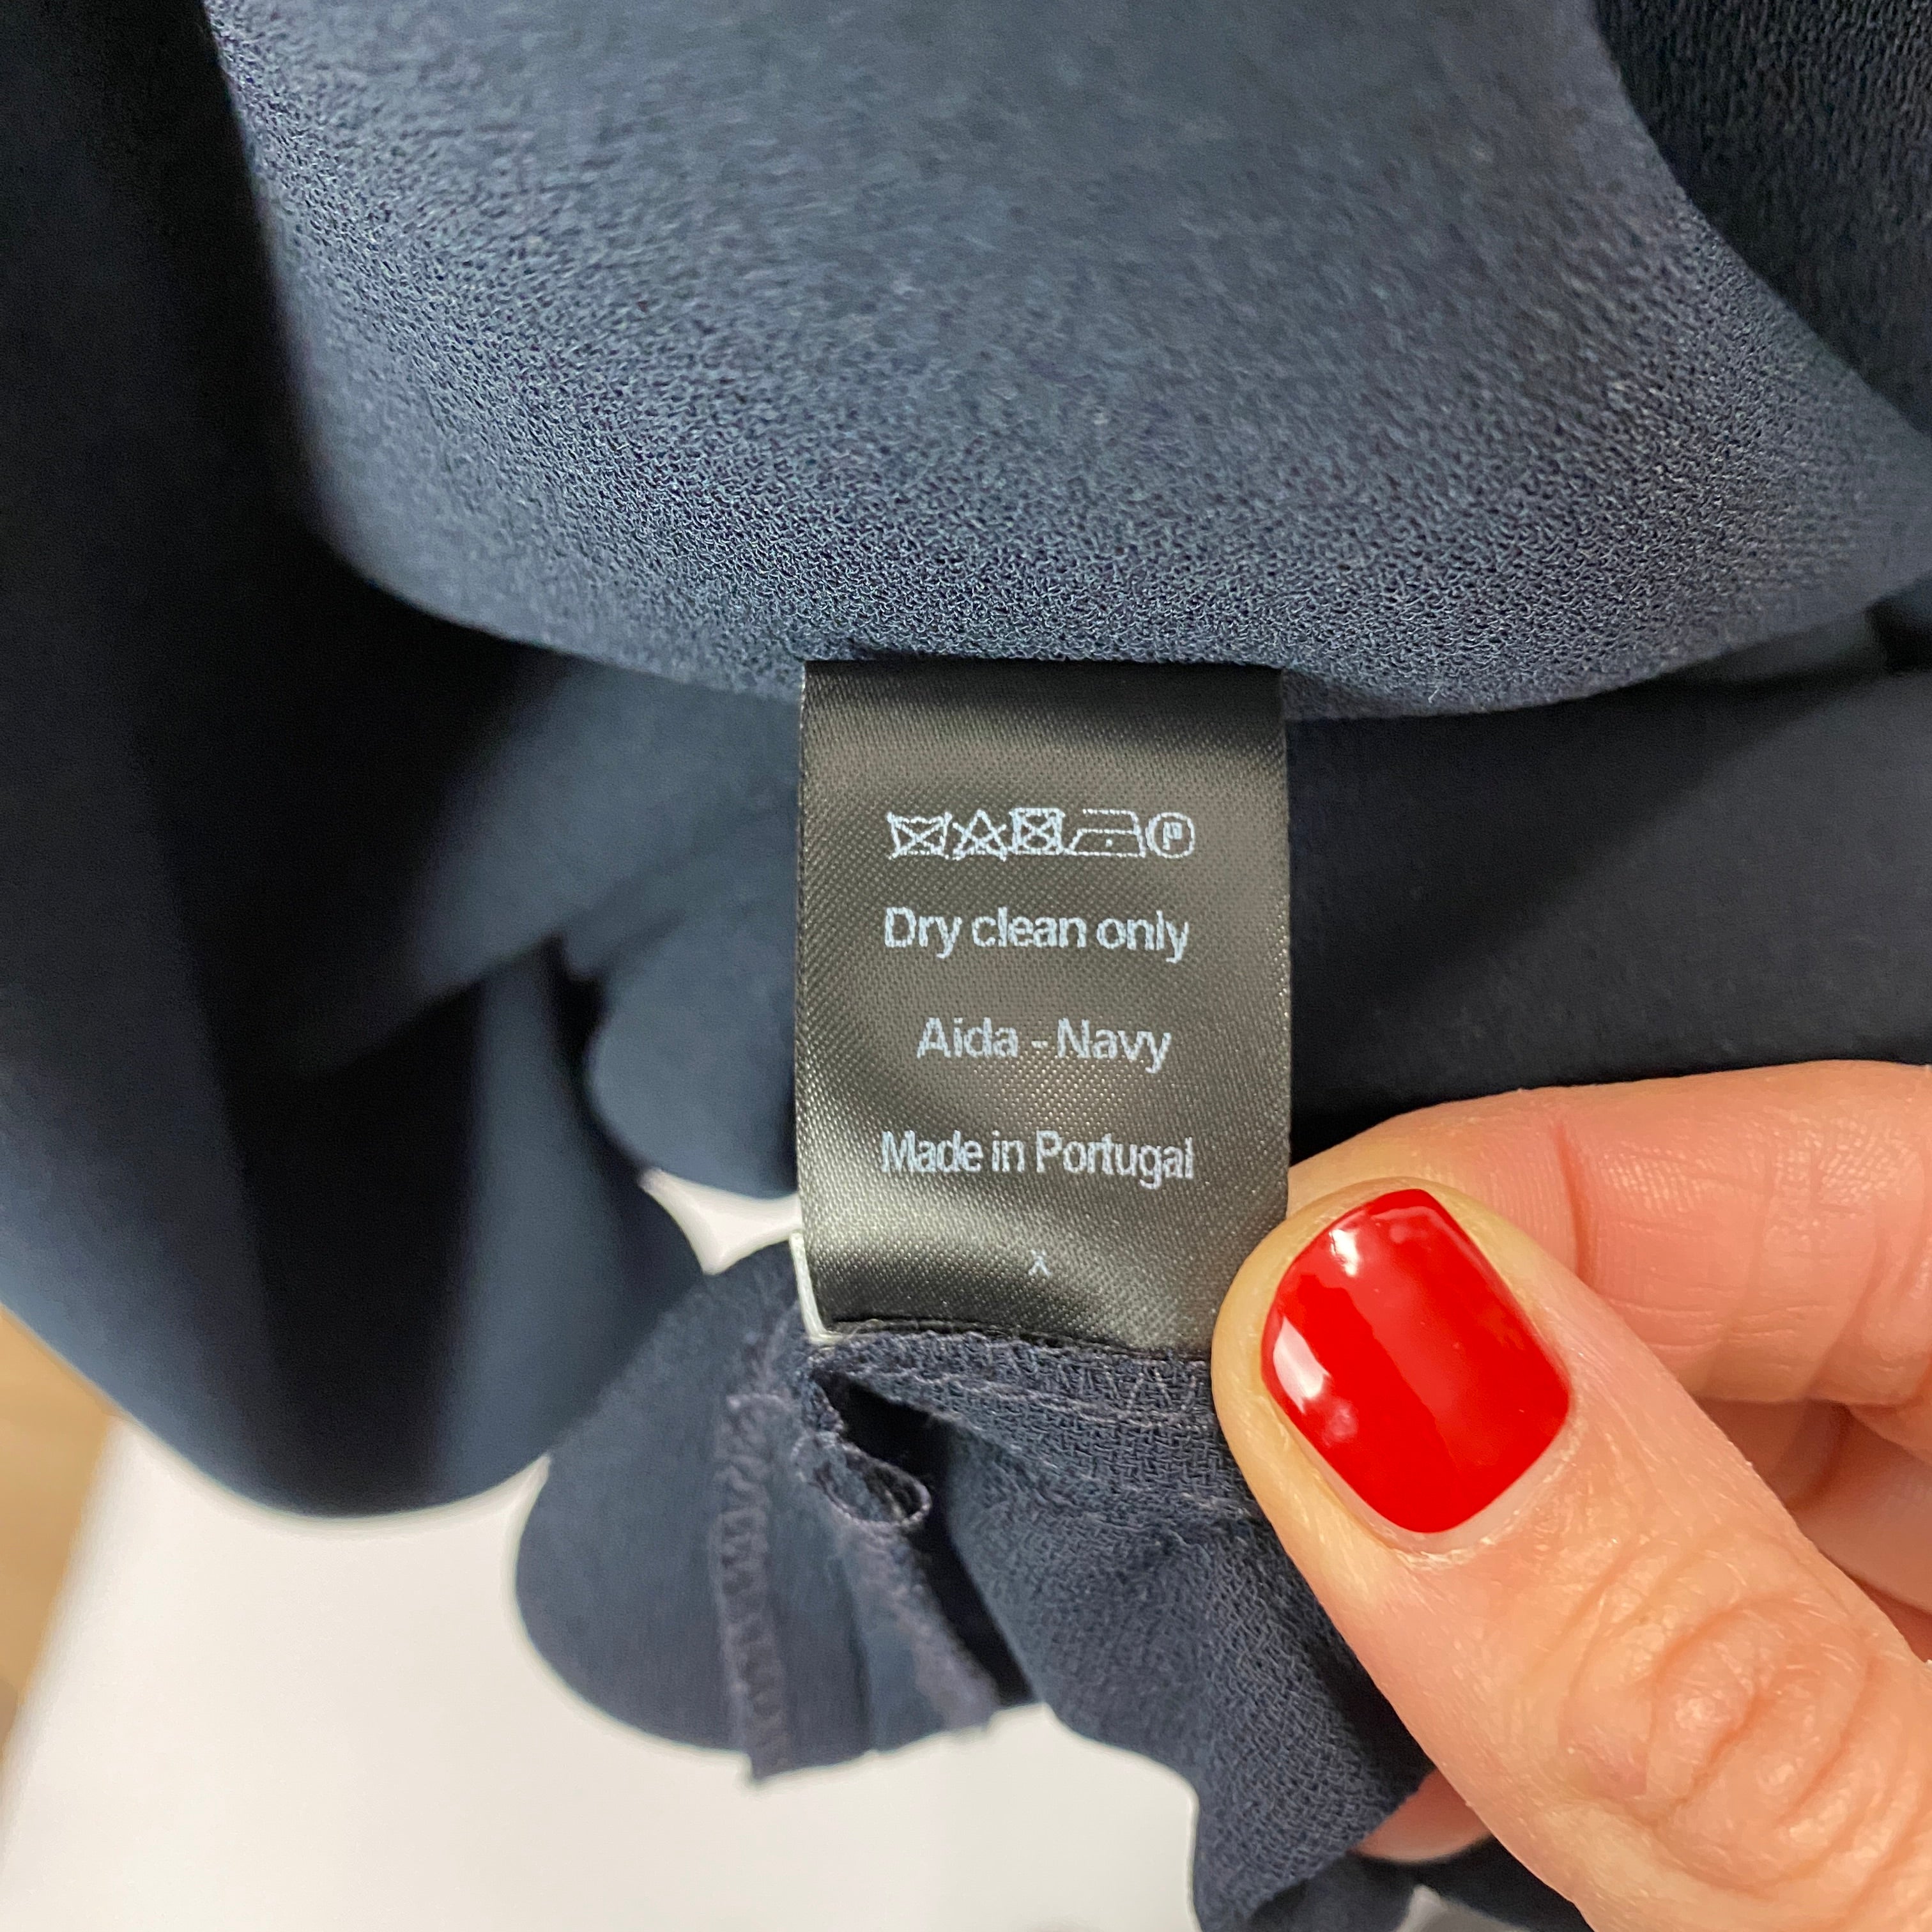 P
Dry clean only
Aida - Navy
Made in Portugal
x